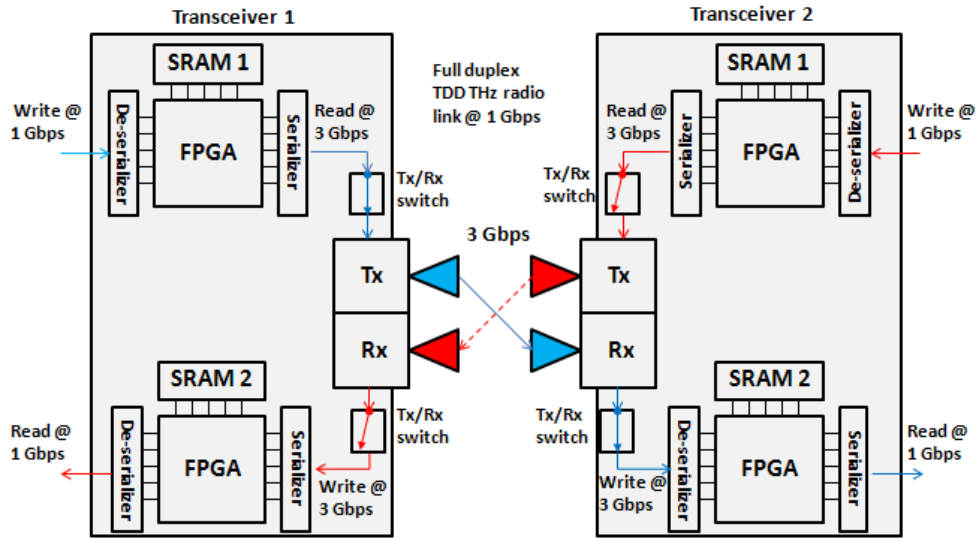 Transceiver 1
Transceiver 2
SRAM 1
Write @
1 Gbps
De-serializer
FPGA
Serializer
Read @
3 Gbps
Tx/Rx
switch
Full duplex
TDD THz radio
link @ 1 Gbps
SRAM 1
Read @
3 Gbps
Serializer
FPGA
De-serializer
Write @
1 Gbps
Tx/Rx
switch
3 Gbps
Tx
Rx
Tx
Rx
SRAM 2
Read @
1 Gbps
De-serializer
FPGA
Serializer
Tx/Rx
switch
Write @
3 Gbps
SRAM 2
Tx/Rx
switch
Write @
3 Gbps
De-serializer
FPGA
Serializer
Read @
1 Gbps